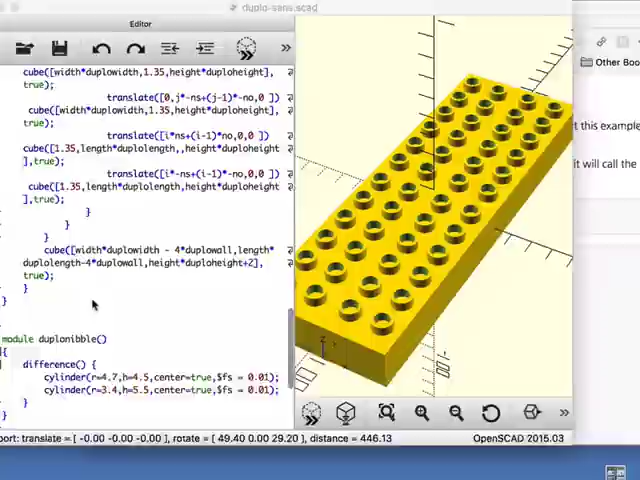 duplo-sans.scad
Editor
cube([width*duplowidth,1.35,height*duploheight],
true);
translate([0,j*-ns+(j-1)*-no,0 ])
cube([width*duplowidth,1.35,height*duploheight],
true);
translate([i*ns+(i-1)*no,0,0 ])
cube([1.35,length*duplolength,,height*duploheight
],true);
translate([i*-ns+(i-1)*-no,0,0 ])
cube([1.35,length*duplolength,height*duploheight
],true);
}
}
}
cube([width*duplowidth - 4*duplowall,length*
duplolength-4*duplowall,height*duploheight+2],
true);
}
}
module duplonibble()
{
difference() {
cylinder(r=4.7,h=4.5,center=true,$fs = 0.01);
cylinder(r=3.4,h=5.5,center=true,$fs = 0.01);
}
}
Other Boo
t this example
it will call the
port: translate = [ -0.00 -0.00 -0.00 ], rotate = [ 49.40 0.00 29.20 ], distance = 446.13
OpenSCAD 2015.03